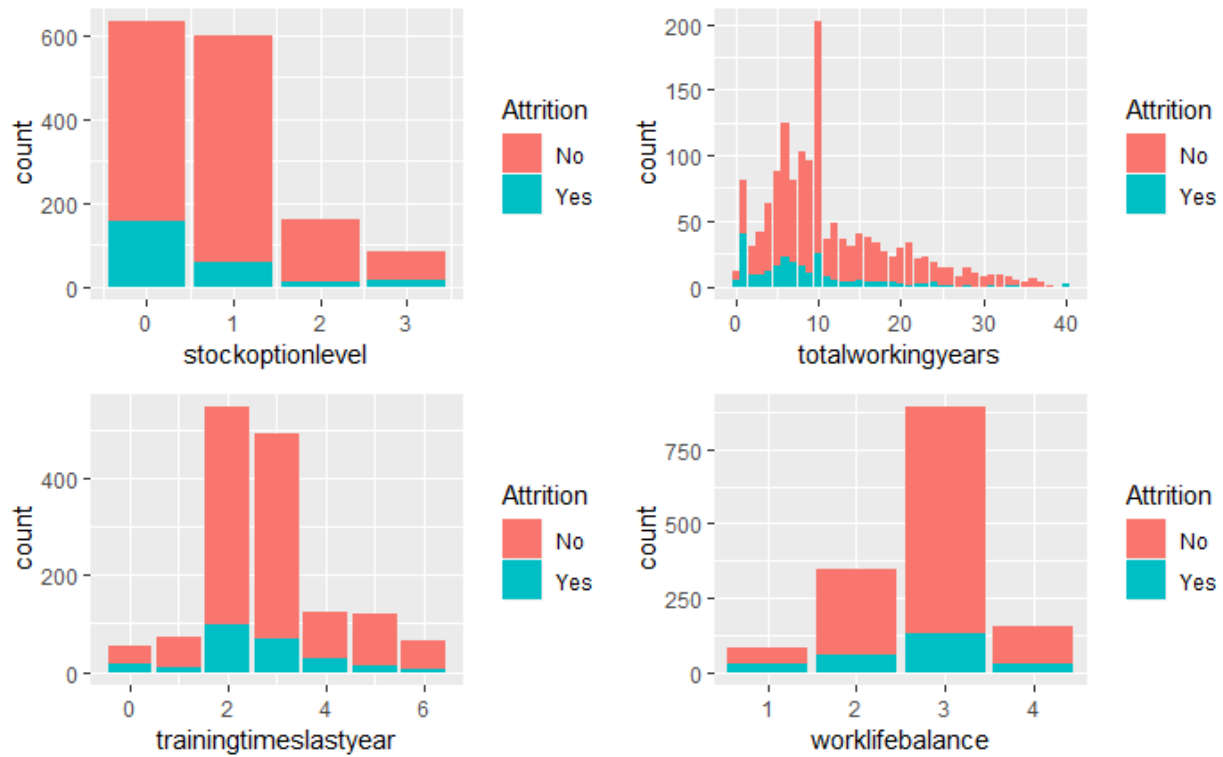 600
400
200
0
count
0 1 2 3
stockoptionlevel
Attrition
No
Yes
200
150
100
50
0
count
0 10 20 30 40
totalworkingyears
Attrition
No
Yes
400
200
0
count
0 2 4 6
trainingtimeslastyear
Attrition
No
Yes
750
500
250
0
count
1 2 3 4
worklifebalance
Attrition
No
Yes